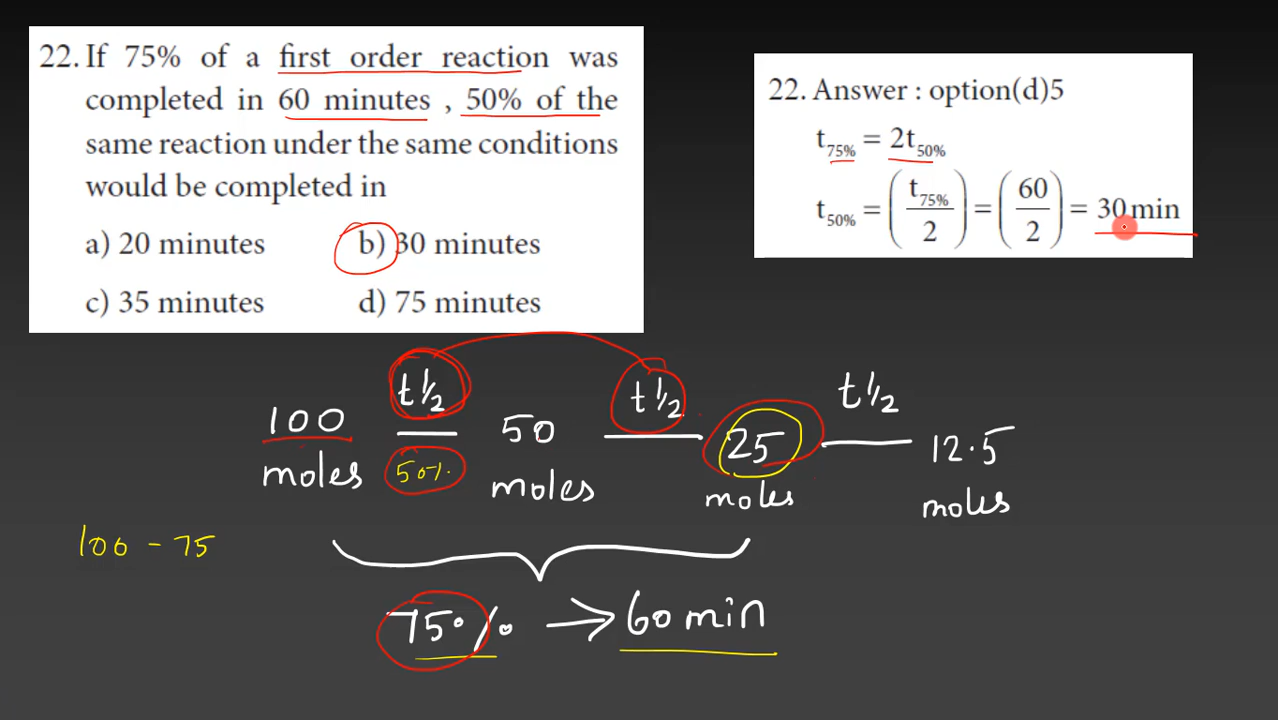 22. If 75% of a first order reaction was
completed in 60 minutes , 50% of the
same reaction under the same conditions
would be completed in
a) 20 minutes b) 30 minutes
c) 35 minutes d) 75 minutes
22. Answer : option(d)5
t75% = 2t50%
t50% = (t75%/2) = (60/2) = 30 min
t½ t½ t½
100 50 25 12.5
50%
moles moles moles moles
100 - 75
75% → 60 min